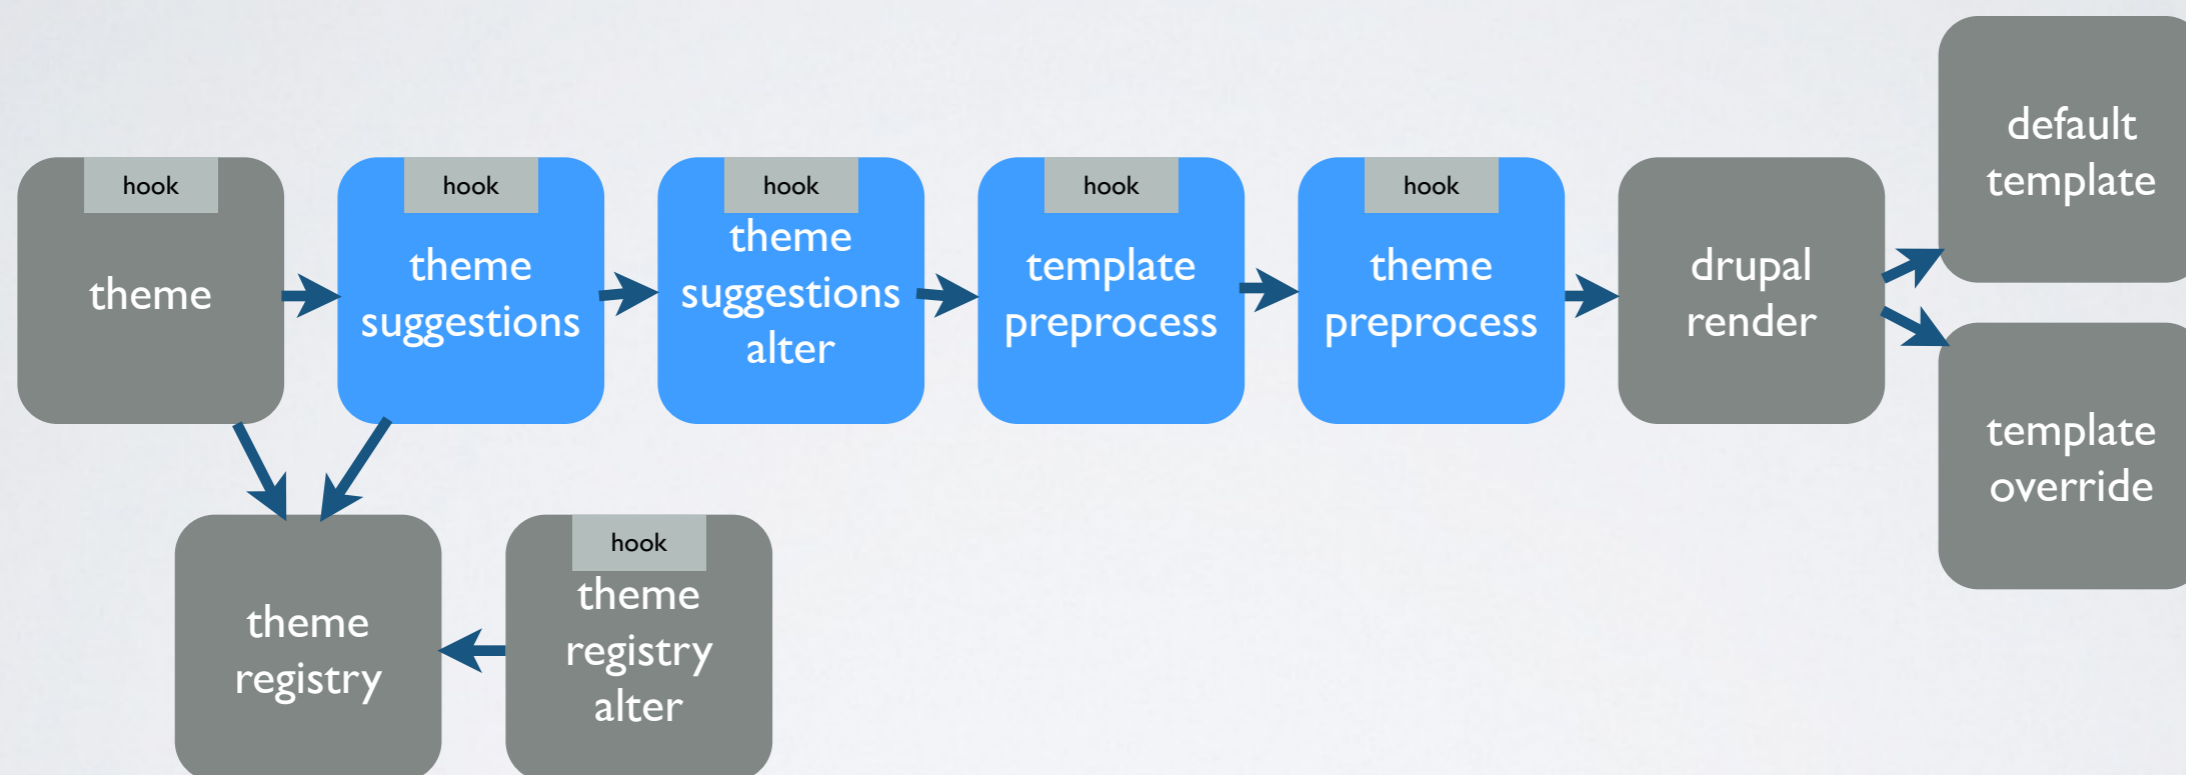 hook
theme
hook
theme
suggestions
hook
theme
suggestions
alter
hook
template
preprocess
hook
theme
preprocess
drupal
render
default
template
template
override
theme
registry
hook
theme
registry
alter